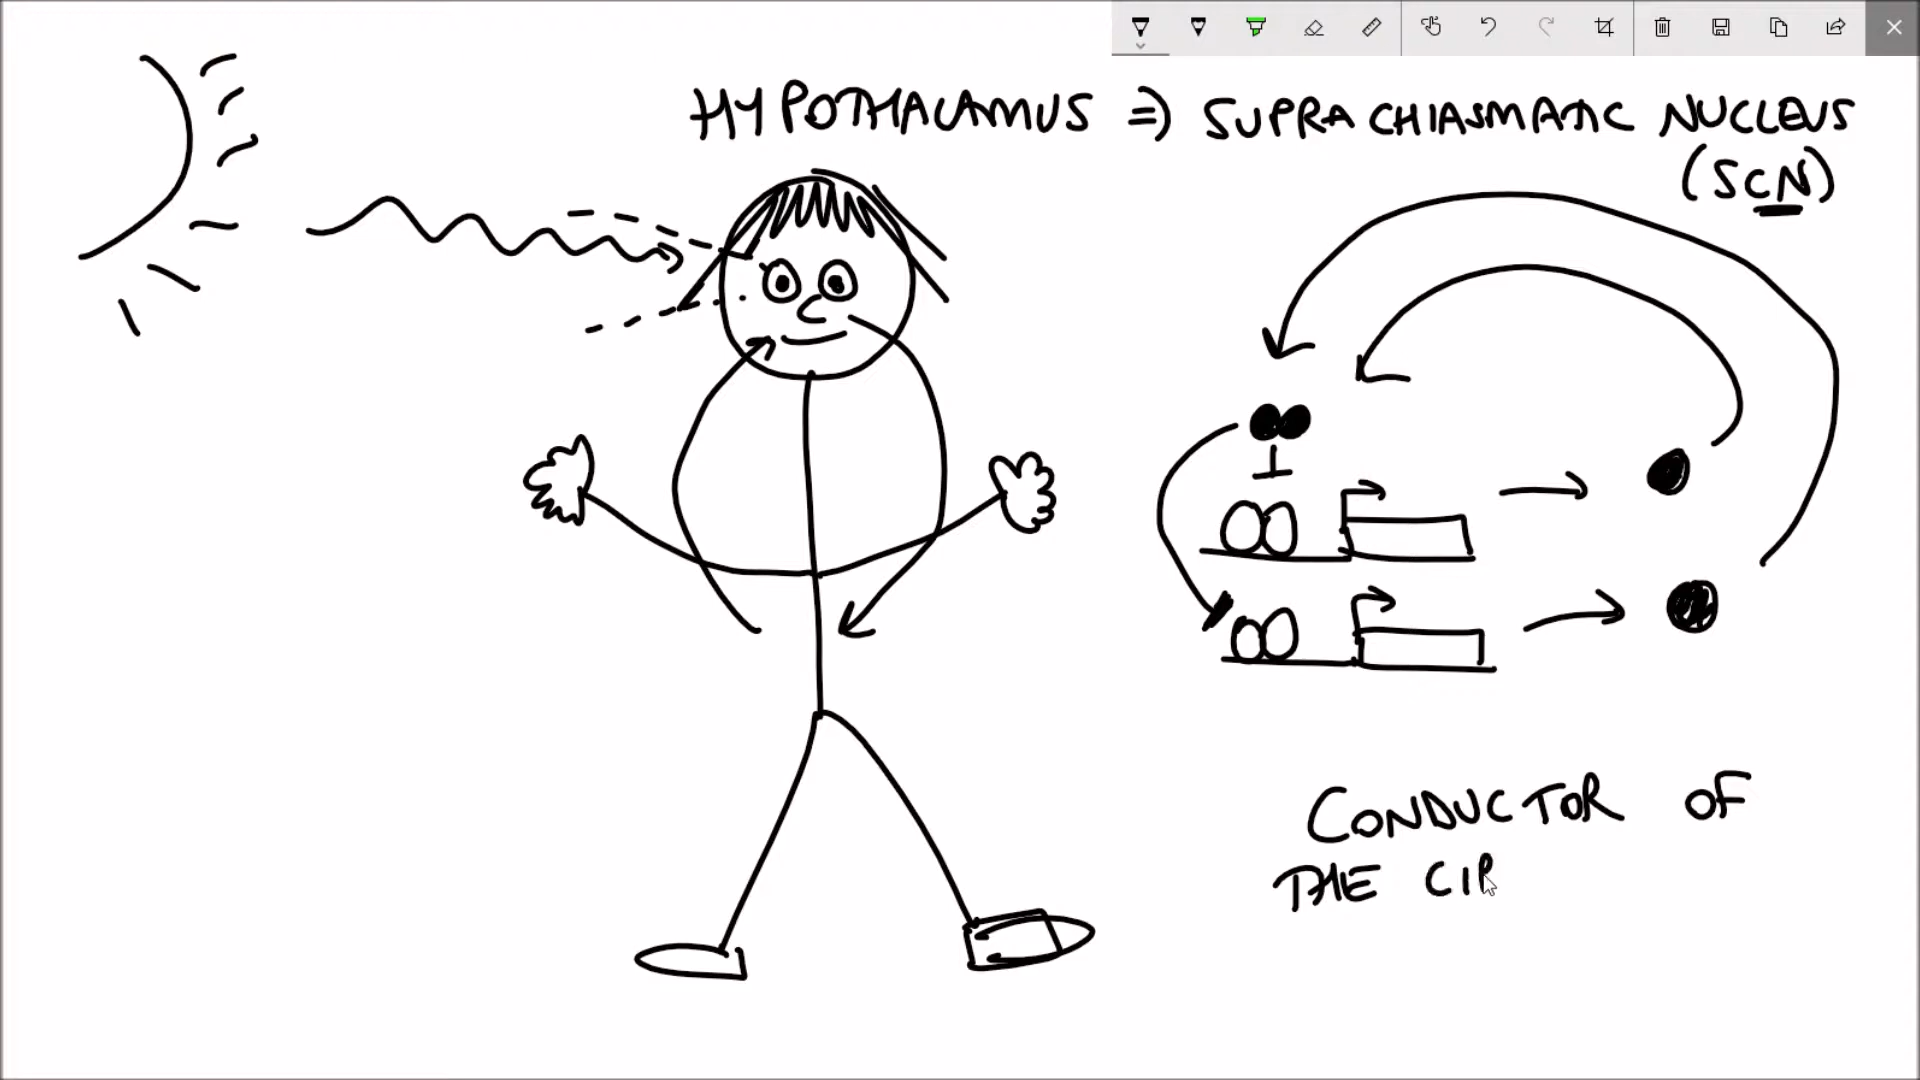 HYPOTHALAMUS => SUPRACHIASMATIC NUCLEUS
(SCN)
CONDUCTOR OF
THE CIR